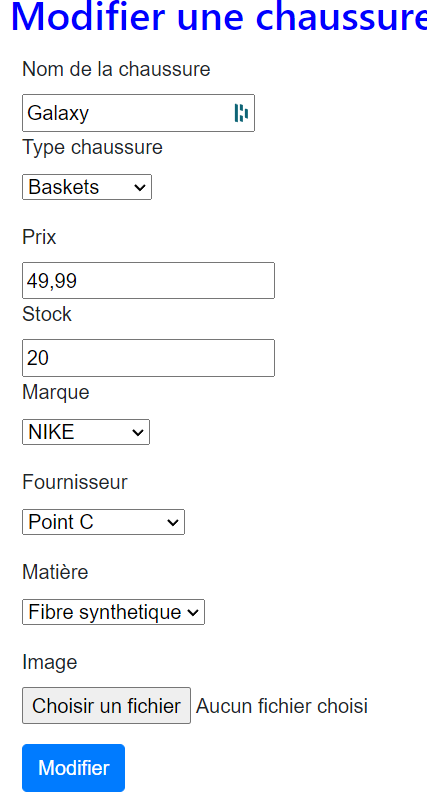 Modifier une chaussure
Nom de la chaussure
Galaxy
Type chaussure
Baskets
Prix
49,99
Stock
20
Marque
NIKE
Fournisseur
Point C
Matière
Fibre synthetique
Image
Choisir un fichier Aucun fichier choisi
Modifier